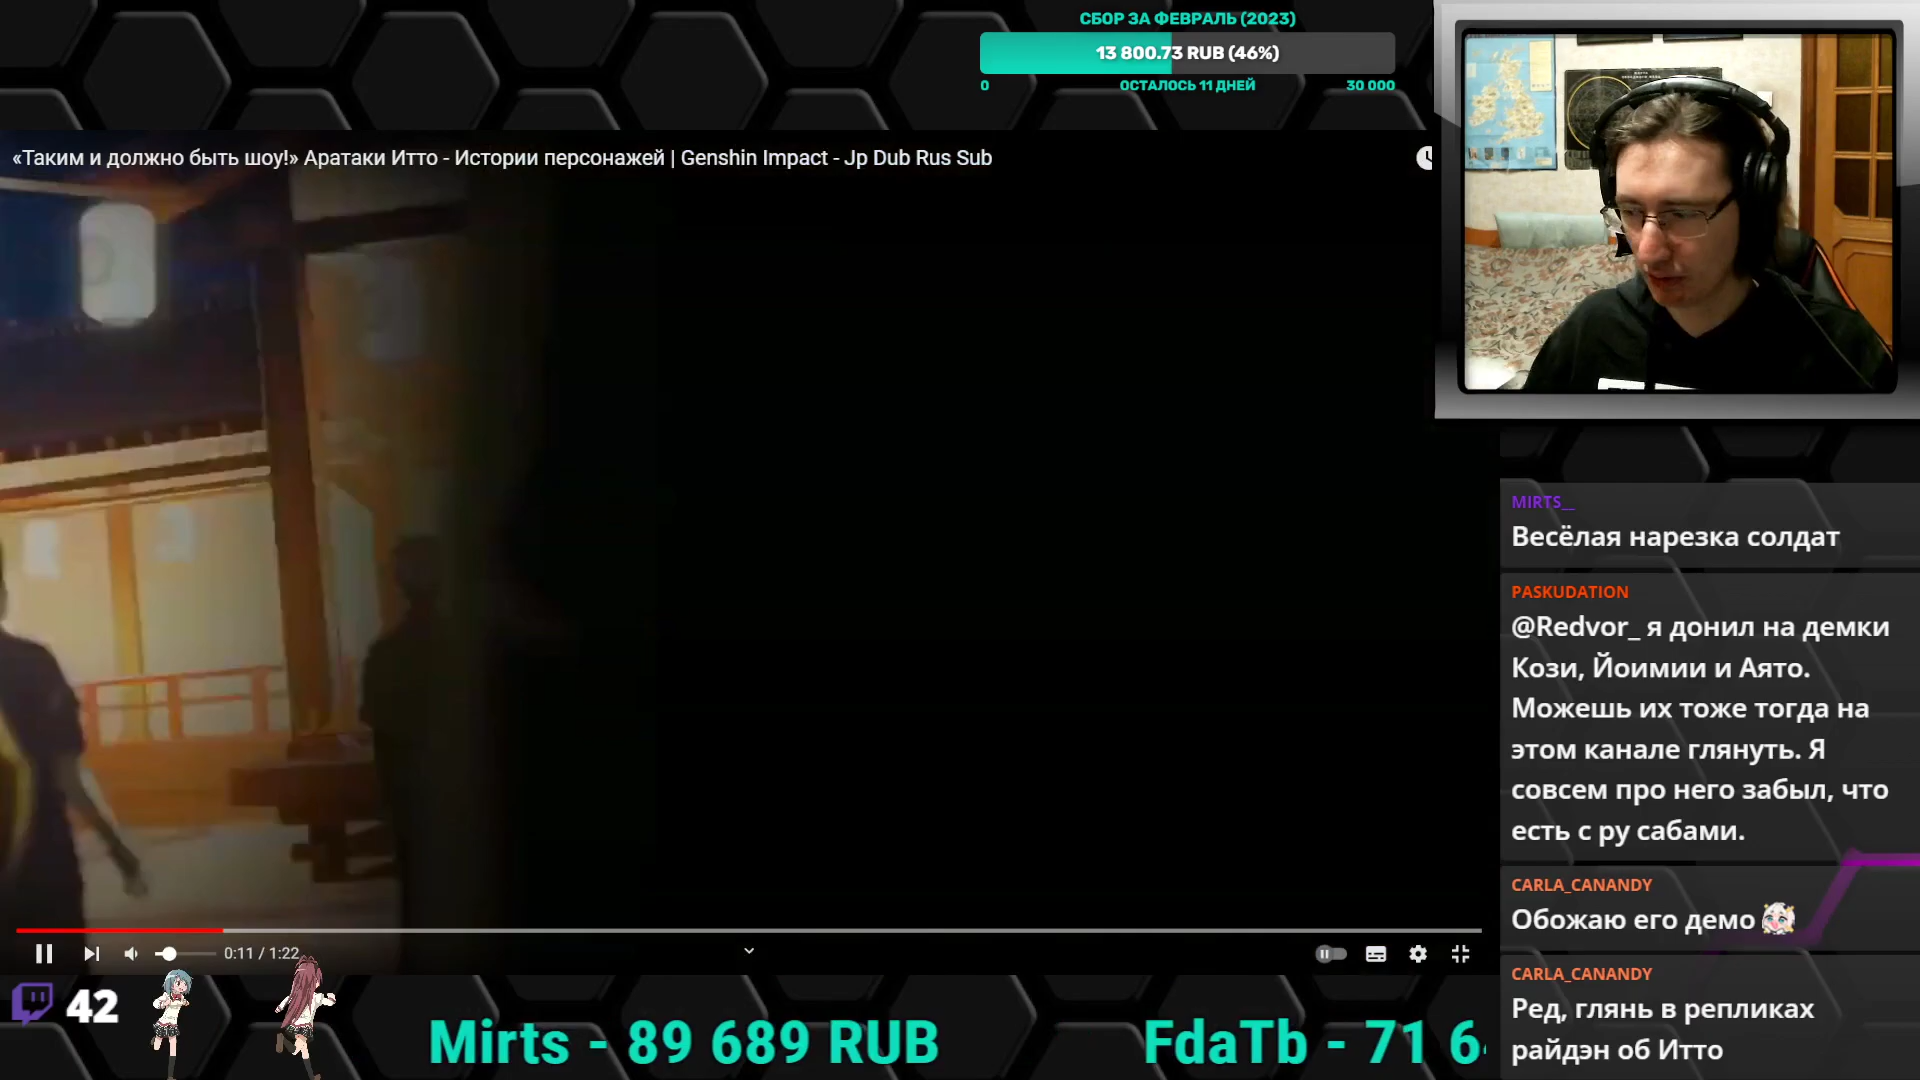 СБОР ЗА ФЕВРАЛЬ (2023)
13 800.73 RUB (46%)
0
ОСТАЛОСЬ 11 ДНЕЙ
30 000
«Таким и должно быть шоу!» Аратаки Итто - Истории персонажей | Genshin Impact - Jp Dub Rus Sub
MIRTS__
Весёлая нарезка солдат
PASKUDATION
@Redvor_ я донил на демки
Кози, Йоимии и Аято.
Можешь их тоже тогда на
этом канале глянуть. Я
совсем про него забыл, что
есть с ру сабами.
CARLA_CANANDY
Обожаю его демо
CARLA_CANANDY
Ред, глянь в репликах
райдэн об Итто
0:11 / 1:22
42
Mirts - 89 689 RUB
FdaTb - 71 6